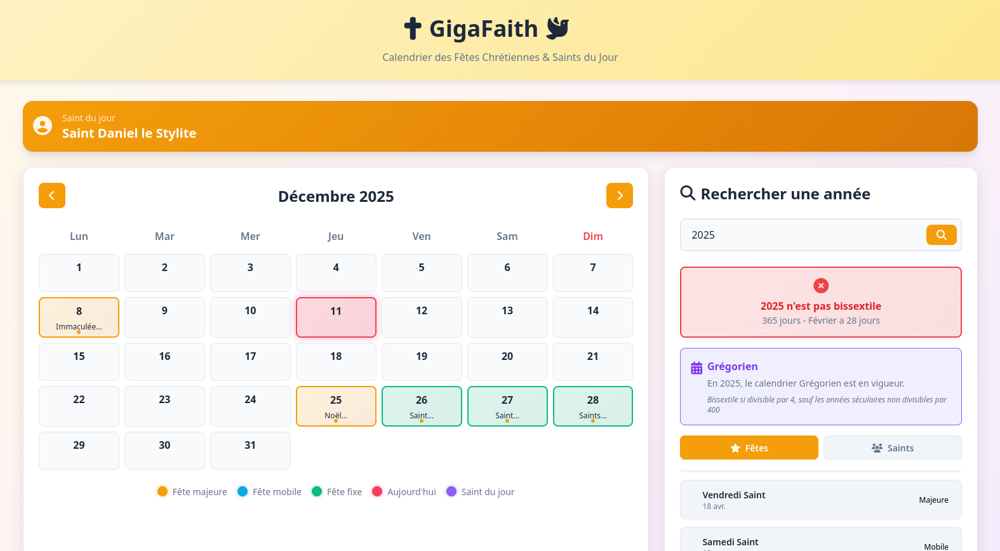 GigaFaith
Calendrier des Fêtes Chrétiennes & Saints du Jour
Saint du jour
Saint Daniel le Stylite
Décembre 2025
Lun Mar Mer Jeu Ven Sam Dim
1 2 3 4 5 6 7
8 9 10 11 12 13 14
Immaculée...
15 16 17 18 19 20 21
22 23 24 25 26 27 28
Noël... Saint... Saint... Saints...
29 30 31
Fête majeure Fête mobile Fête fixe Aujourd'hui Saint du jour
Rechercher une année
2025
2025 n'est pas bissextile
365 jours - Février a 28 jours
Grégorien
En 2025, le calendrier Grégorien est en vigueur.
Bissextile si divisible par 4, sauf les années séculaires non divisibles par
400
Fêtes Saints
Vendredi Saint
18 avr.
Majeure
Samedi Saint
Mobile